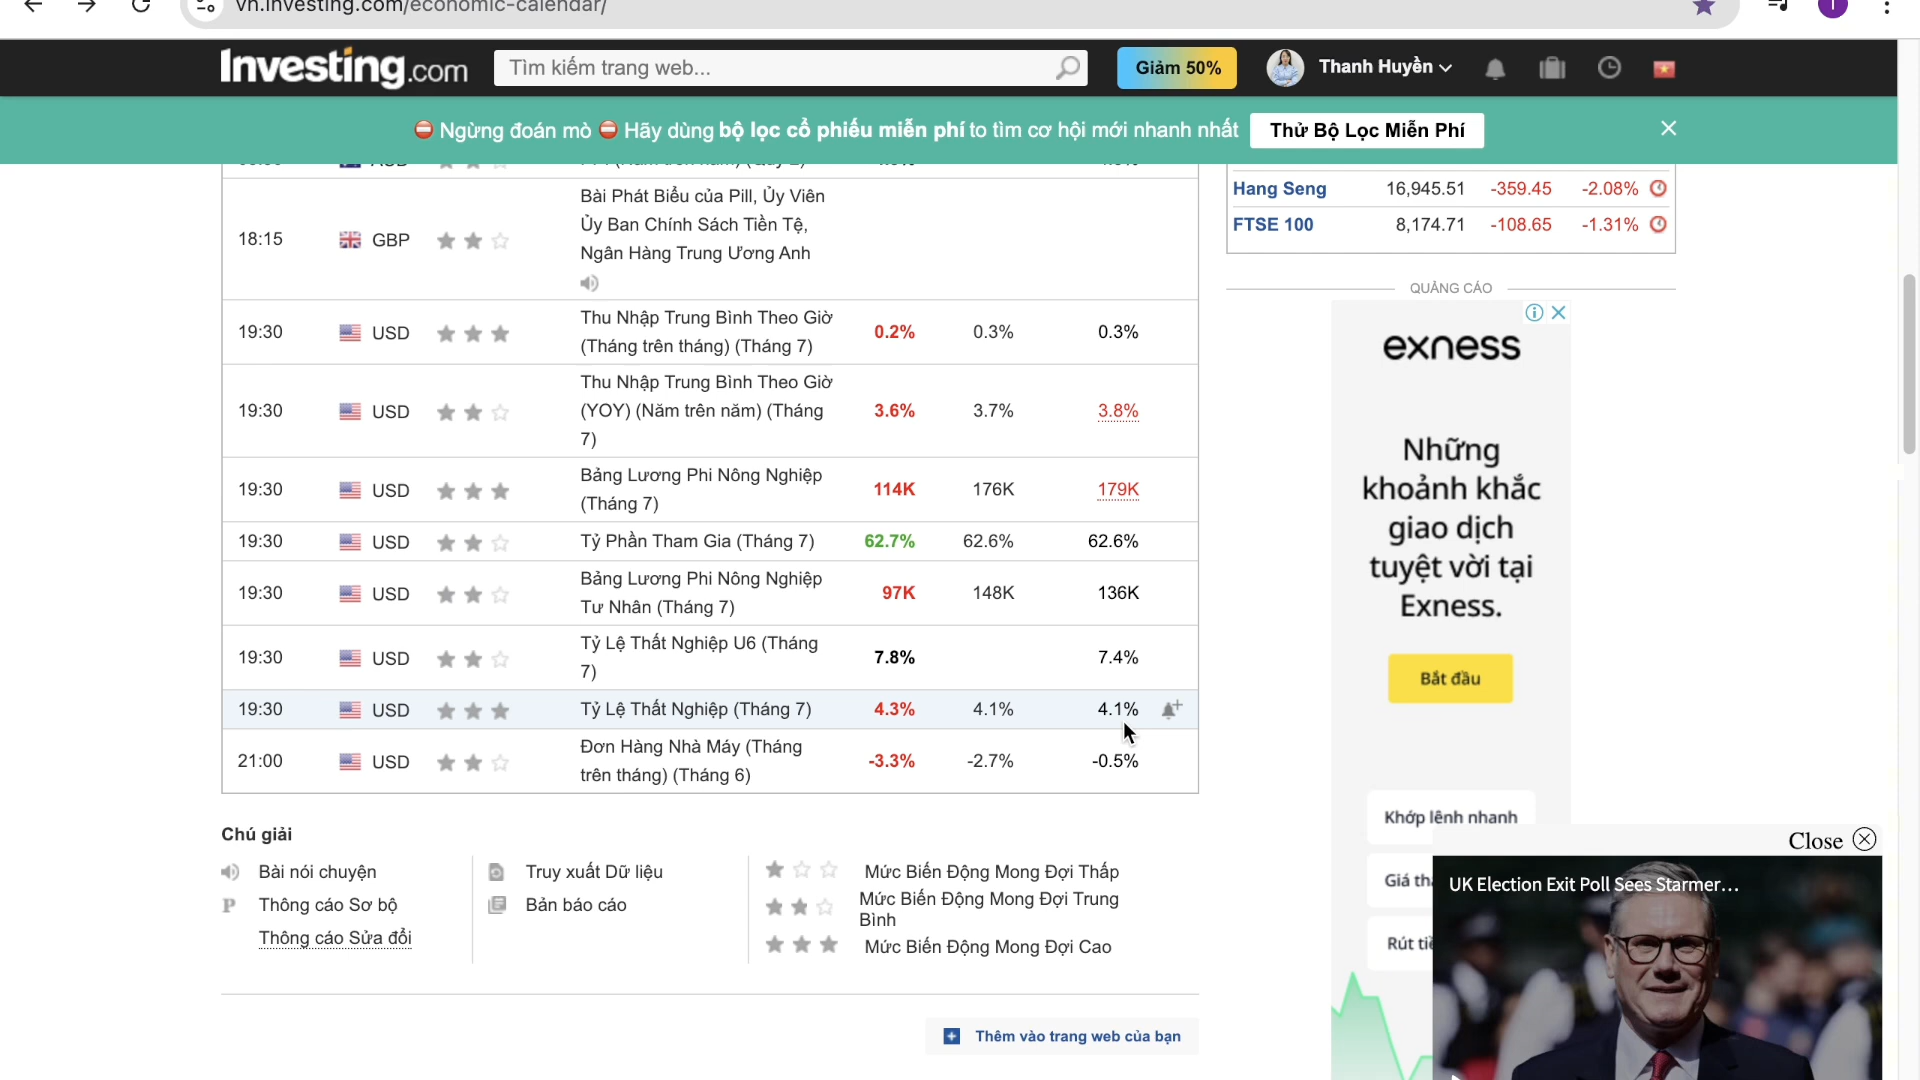 vn.investing.com/economic-calendar/
Investing.com
Tìm kiếm trang web...
Giảm 50%
Thanh Huyền
Ngừng đoán mò Hãy dùng bộ lọc cổ phiếu miễn phí to tìm cơ hội mới nhanh nhất
Thử Bộ Lọc Miễn Phí
18:15 GBP Bài Phát Biểu của Pill, Ủy Viên
Ủy Ban Chính Sách Tiền Tệ,
Ngân Hàng Trung Ương Anh
19:30 USD Thu Nhập Trung Bình Theo Giờ
(Tháng trên tháng) (Tháng 7) 0.2% 0.3% 0.3%
19:30 USD Thu Nhập Trung Bình Theo Giờ
(YOY) (Năm trên năm) (Tháng
7) 3.6% 3.7% 3.8%
19:30 USD Bảng Lương Phi Nông Nghiệp
(Tháng 7) 114K 176K 179K
19:30 USD Tỷ Phần Tham Gia (Tháng 7) 62.7% 62.6% 62.6%
19:30 USD Bảng Lương Phi Nông Nghiệp
Tư Nhân (Tháng 7) 97K 148K 136K
19:30 USD Tỷ Lệ Thất Nghiệp U6 (Tháng
7) 7.8% 7.4%
19:30 USD Tỷ Lệ Thất Nghiệp (Tháng 7) 4.3% 4.1% 4.1%
21:00 USD Đơn Hàng Nhà Máy (Tháng
trên tháng) (Tháng 6) -3.3% -2.7% -0.5%
Chú giải
Bài nói chuyện
P Thông cáo Sơ bộ
Thông cáo Sửa đổi
Truy xuất Dữ liệu
Bản báo cáo
Mức Biến Động Mong Đợi Thấp
Mức Biến Động Mong Đợi Trung
Bình
Mức Biến Động Mong Đợi Cao
Thêm vào trang web của bạn
Hang Seng 16,945.51 -359.45 -2.08%
FTSE 100 8,174.71 -108.65 -1.31%
QUẢNG CÁO
exness
Những
khoảnh khắc
giao dịch
tuyệt vời tại
Exness.
Bắt đầu
Khớp lệnh nhanh
Giá
Rút
Close
UK Election Exit Poll Sees Starmer…